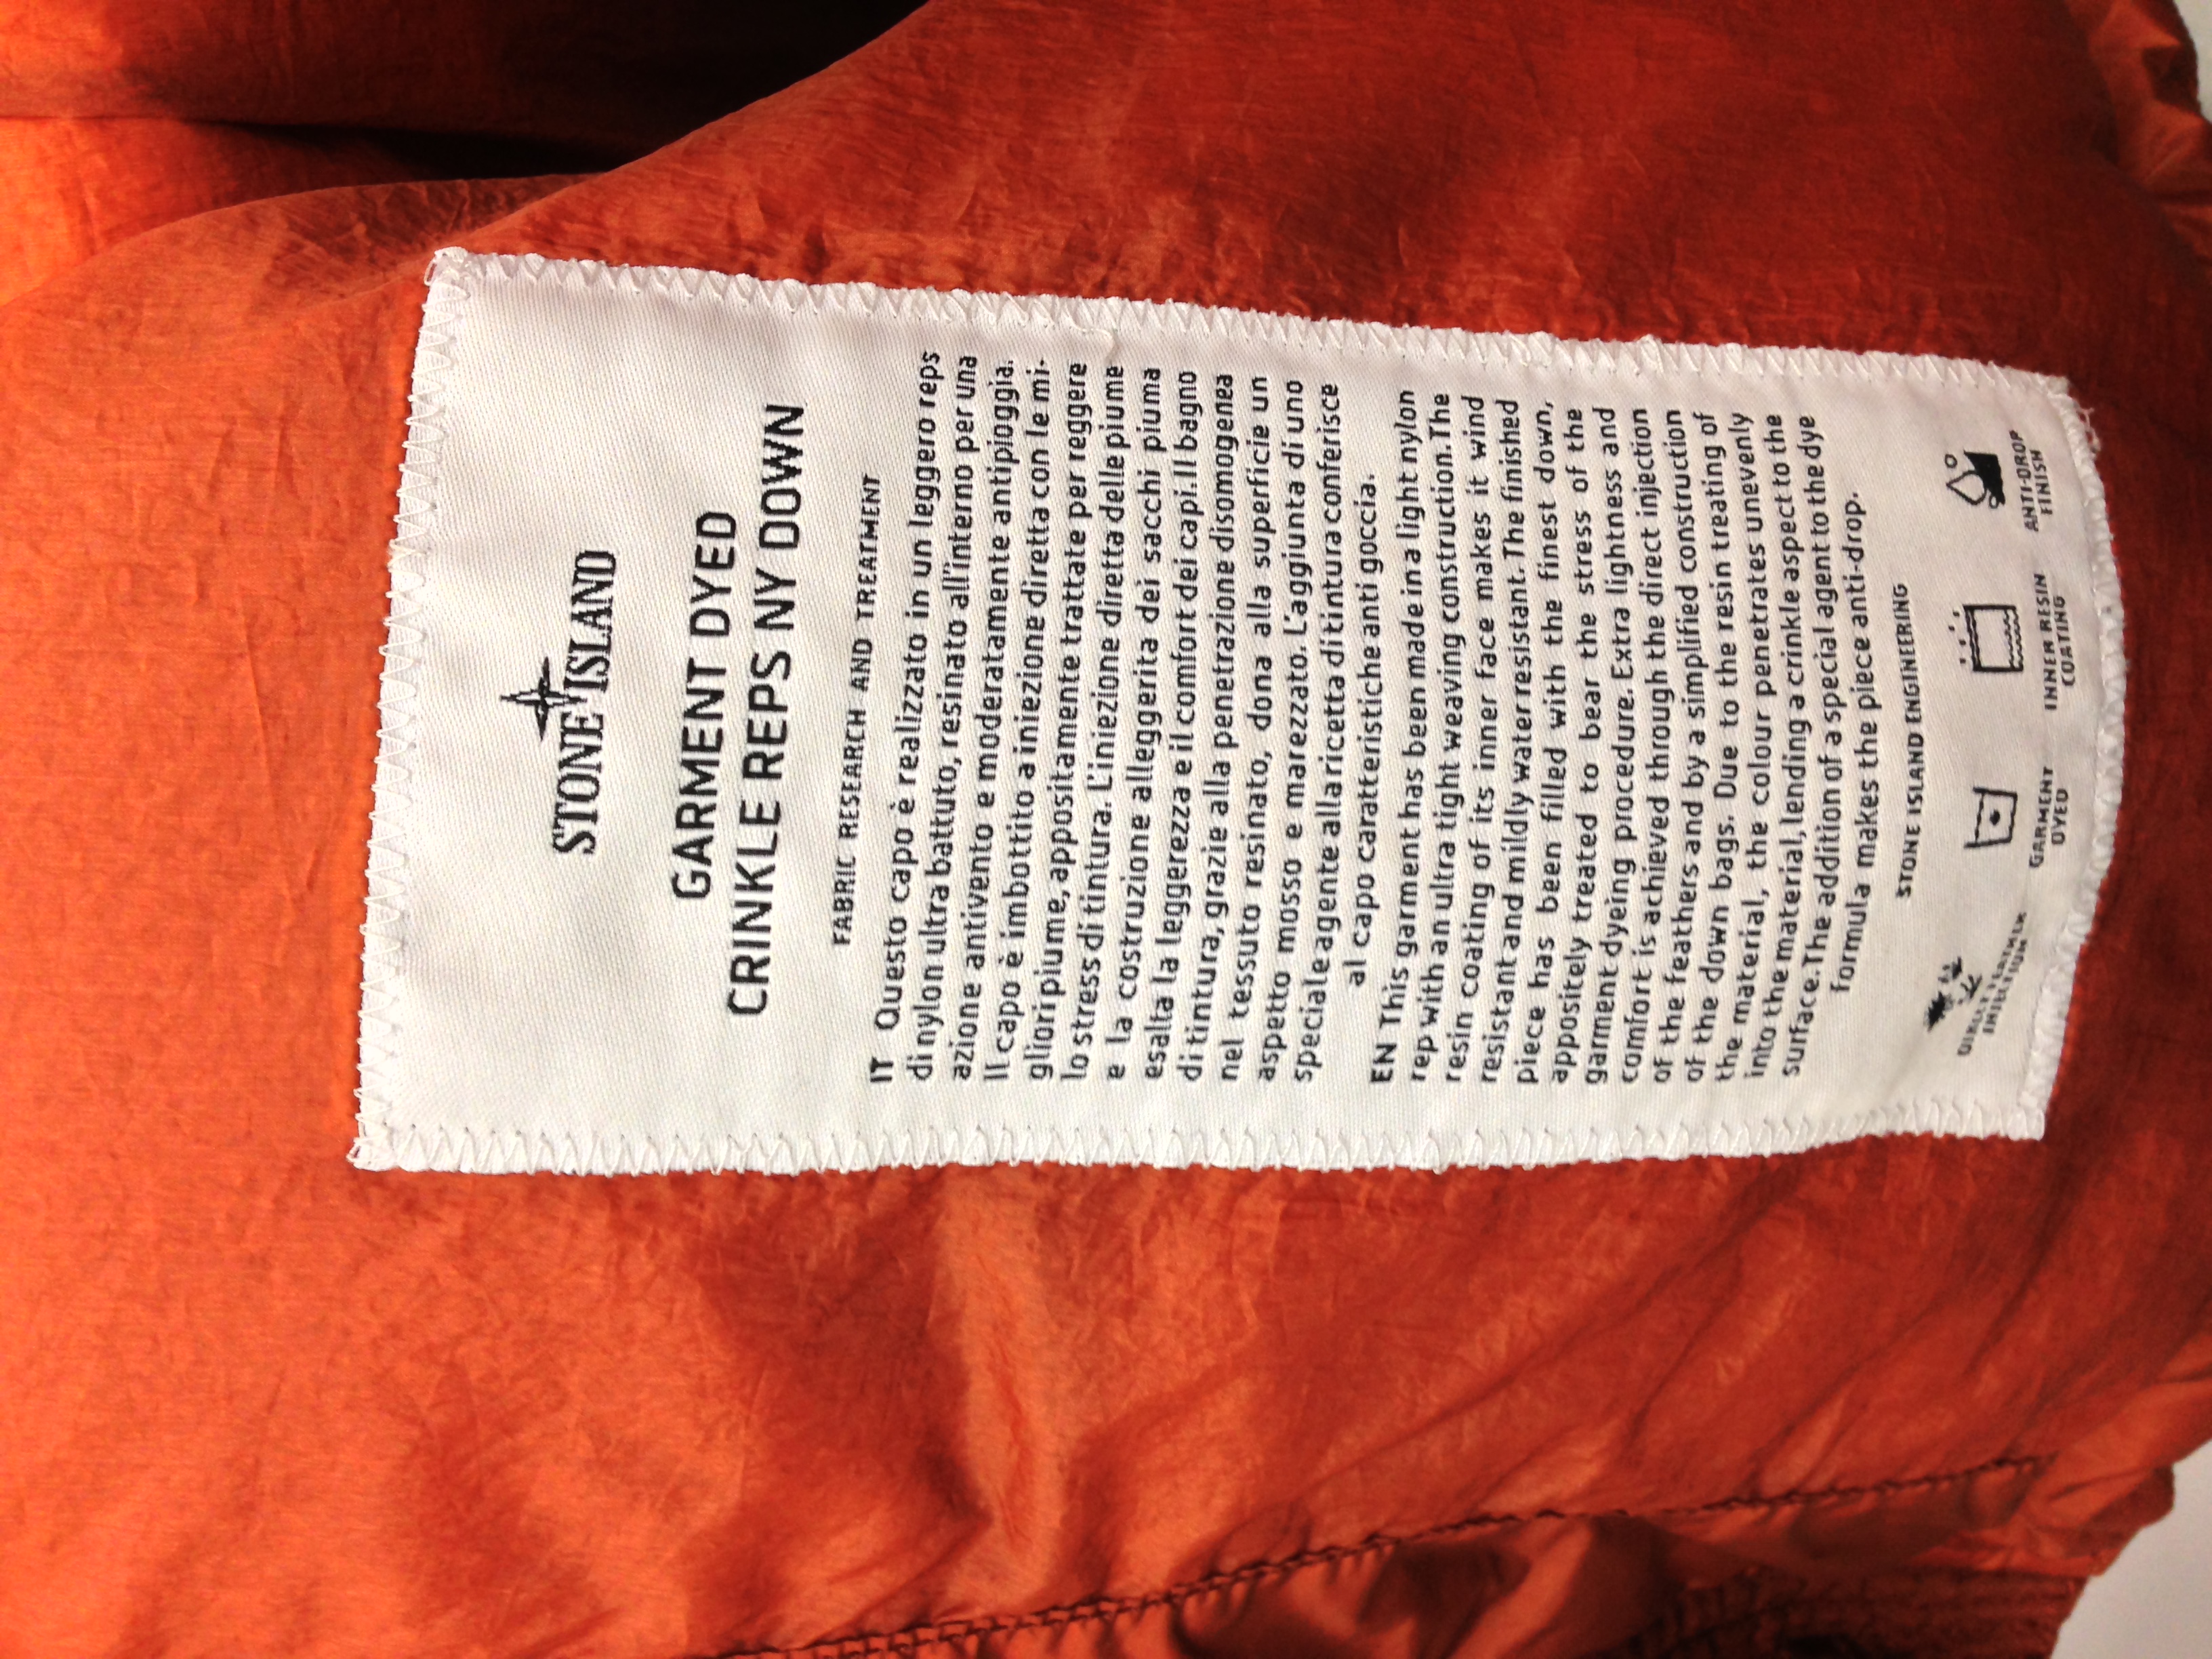 STONE ISLAND
GARMENT DYED
CRINKLE REPS NY DOWN
FABRIC RESEARCH AND TREATMENT
IT Questo capo è realizzato in un leggero reps
di nylon ultra battuto, resinato all'interno per una
azione antivento e moderatamente antipioggia.
Il capo è imbottito a iniezione diretta con le mi-
gliori piume, appositamente trattate per reggere
lo stress di tintura. L'iniezione diretta delle piume
e la costruzione alleggerita dei sacchi piuma
esalta la leggerezza e il comfort dei capi. Il bagno
di tintura, grazie alla penetrazione disomogenea
nel tessuto resinato, dona alla superficie un
aspetto mosso e marezzato. L'aggiunta di uno
speciale agente alla ricetta di tintura conferisce
al capo caratteristiche anti goccia.
EN This garment has been made in a light nylon
rep with an ultra tight weaving construction. The
resin coating of its inner face makes it wind
resistant and mildly water resistant. The finished
piece has been filled with the finest down,
appositely treated to bear the stress of the
garment dyeing procedure. Extra lightness and
comfort is achieved through the direct injection
of the feathers and by a simplified construction
of the down bags. Due to the resin treating of
the material, the colour penetrates unevenly
into the material, lending a crinkle aspect to the
surface. The addition of a special agent to the dye
formula makes the piece anti-drop.
STONE ISLAND ENGINEERING
GARMENT
DYED
INNER RESIN
COATING
ANTI-DROP
FINISH